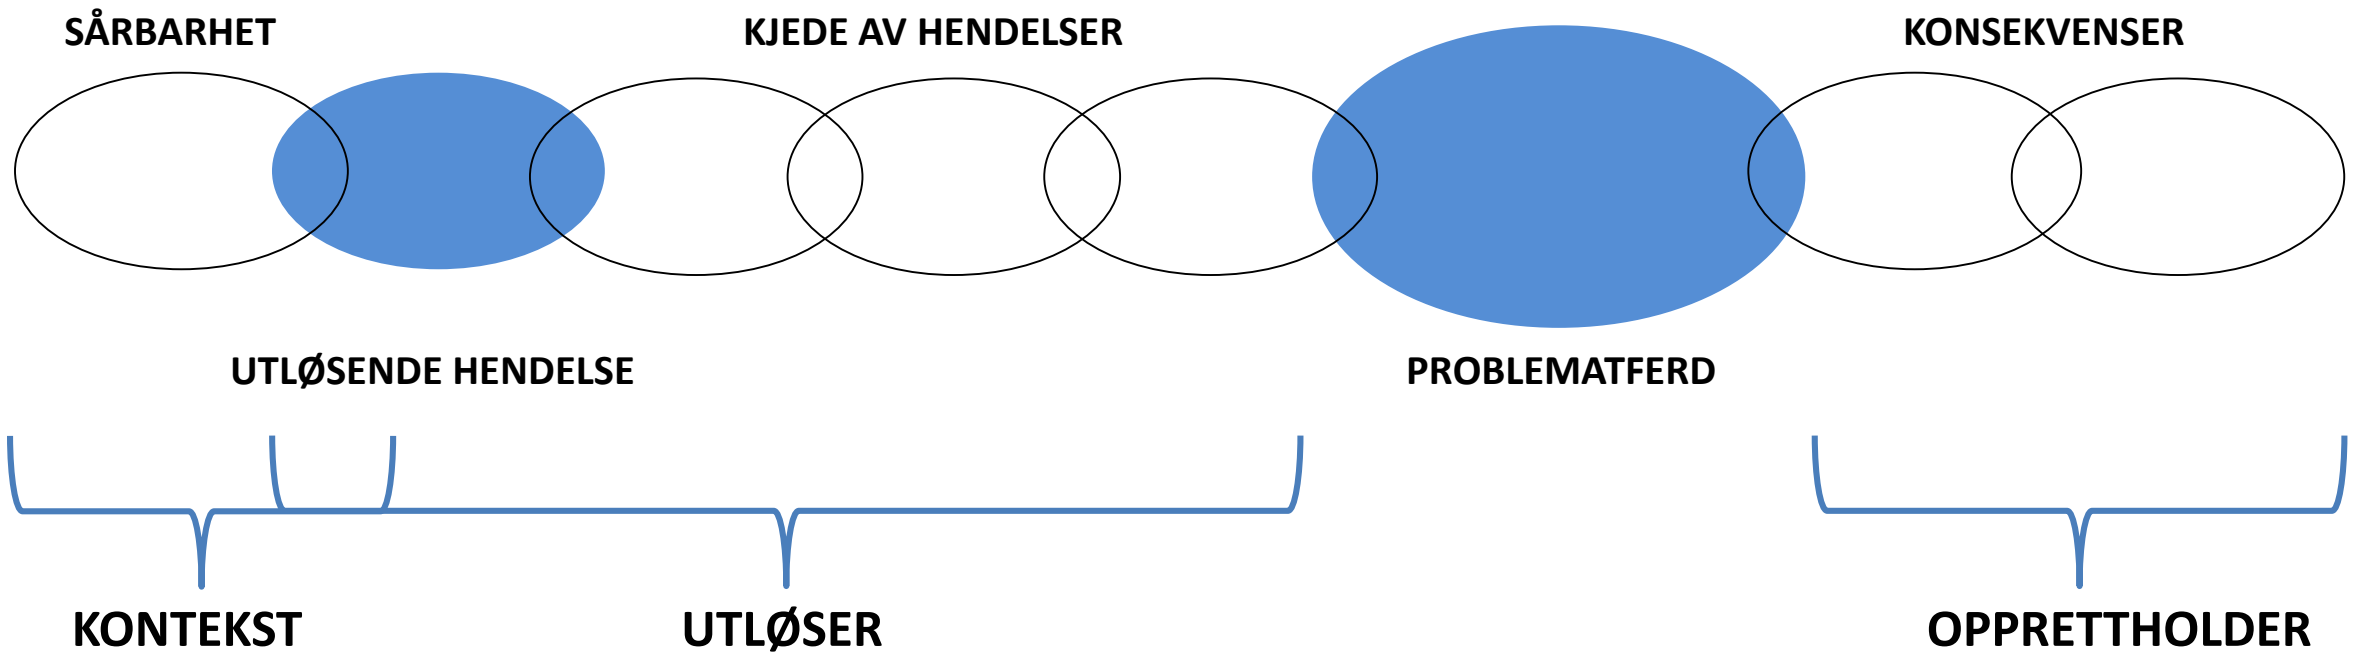 SÅRBARHET
KJEDE AV HENDELSER
KONSEKVENSER
UTLØSENDE HENDELSE
PROBLEMATFERD
KONTEKST
UTLØSER
OPPRETTHOLDER